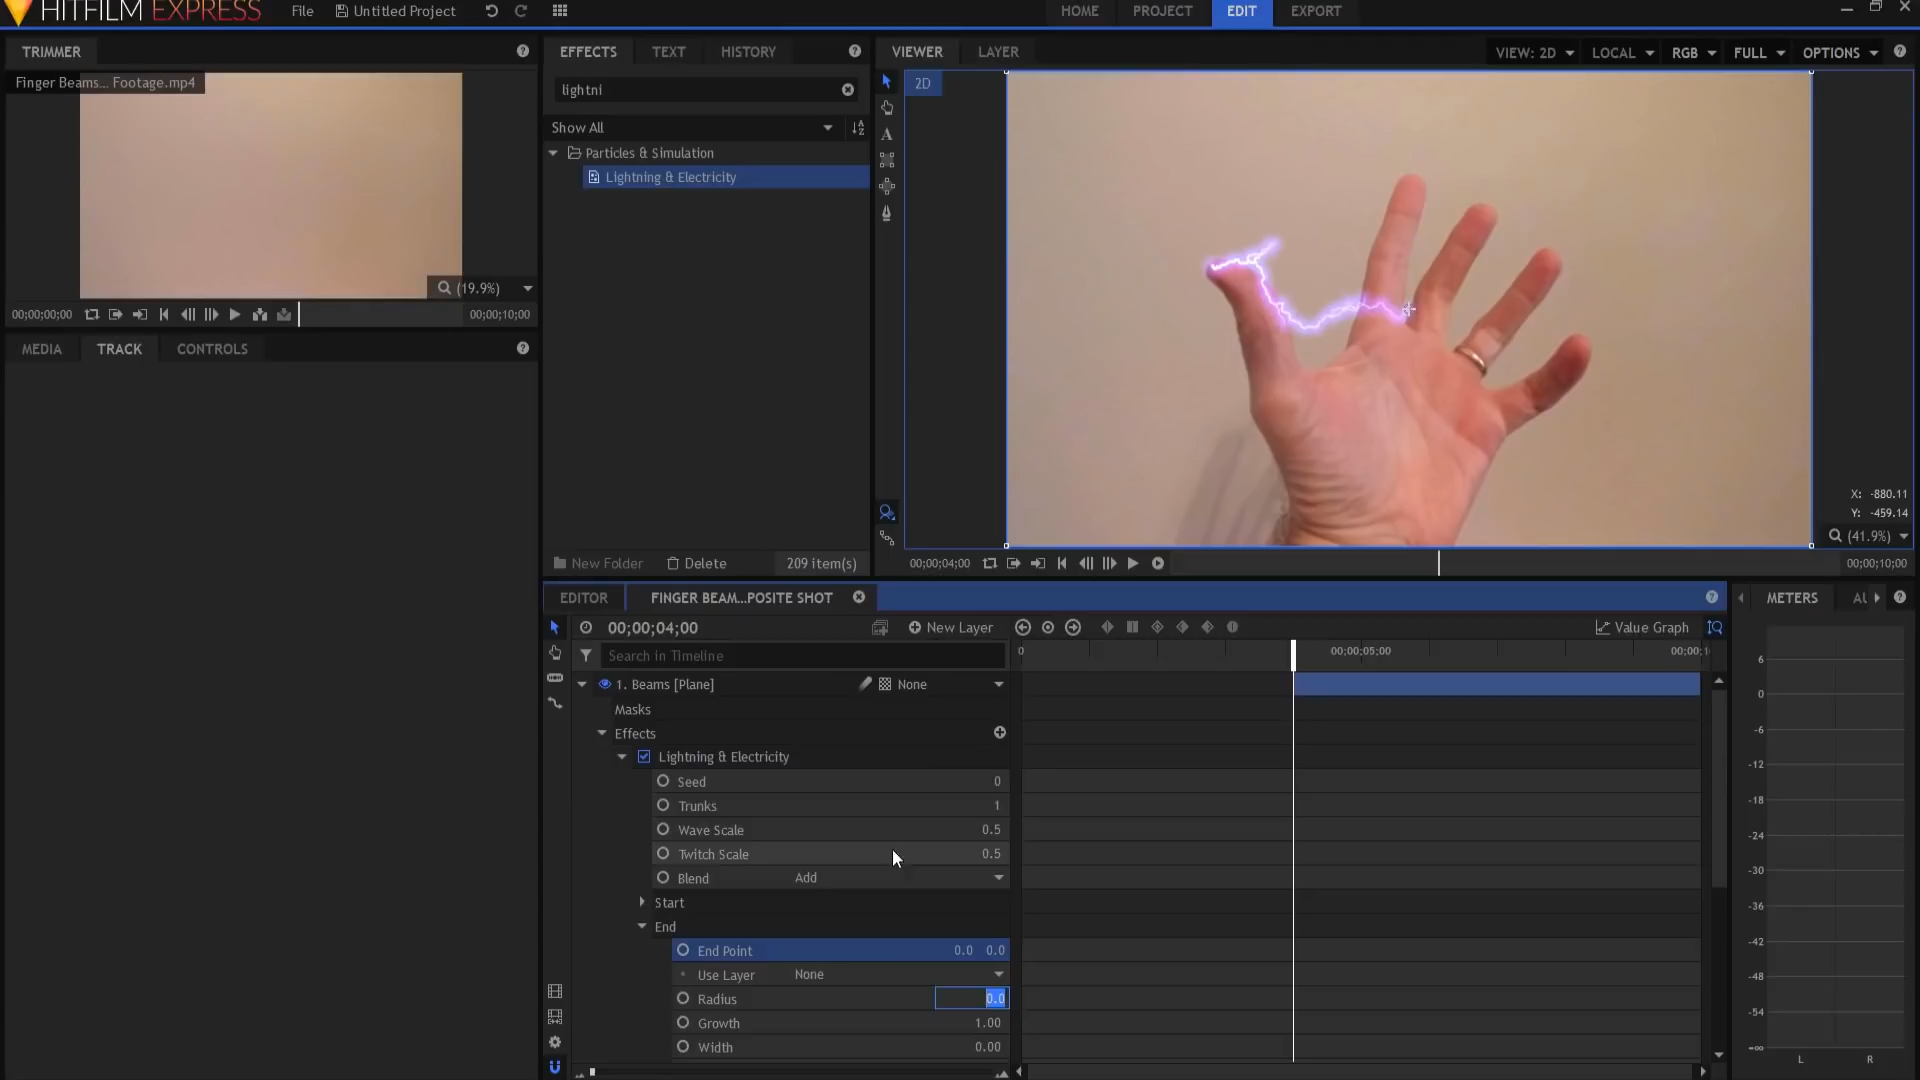 HITFILM EXPRESS
File
Untitled Project
HOME
PROJECT
EDIT
EXPORT
TRIMMER
Finger Beams... Footage.mp4
(19.9%)
00;00;00;00
00;00;10;00
MEDIA
TRACK
CONTROLS
EFFECTS
TEXT
HISTORY
lightni
Show All
Particles & Simulation
Lightning & Electricity
New Folder
Delete
209 item(s)
VIEWER
LAYER
VIEW: 2D
LOCAL
RGB
FULL
OPTIONS
2D
X: -880.11
Y: -459.14
(41.9%)
00;00;04;00
00;00;10;00
EDITOR
FINGER BEAM...POSITE SHOT
00;00;04;00
New Layer
Value Graph
Search in Timeline
0
00;00;05;00
00;00;1
1. Beams [Plane]
None
Masks
Effects
Lightning & Electricity
Seed 0
Trunks 1
Wave Scale 0.5
Twitch Scale 0.5
Blend Add
Start
End
End Point 0.0 0.0
Use Layer None
Radius 0.0
Growth 1.00
Width 0.00
METERS
6
0
-6
-12
-18
-24
-30
-36
-42
-48
-54
-∞
L R